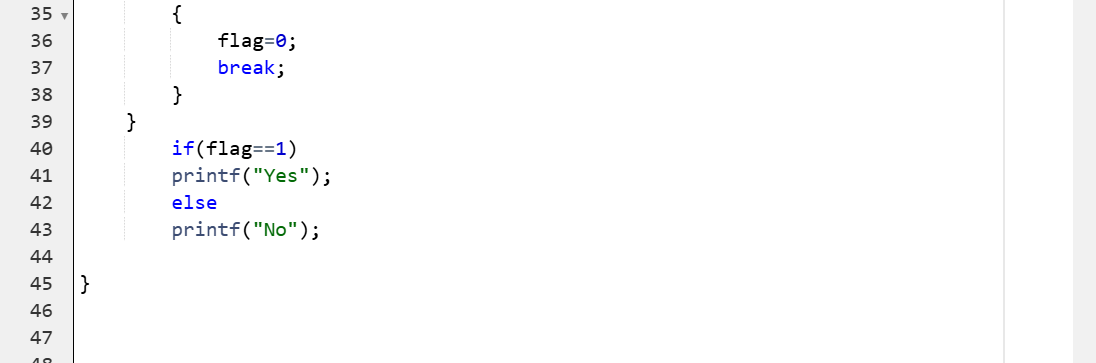 35 {
36 flag=0;
37 break;
38 }
39 }
40 if(flag==1)
41 printf("Yes");
42 else
43 printf("No");
44
45 }
46
47